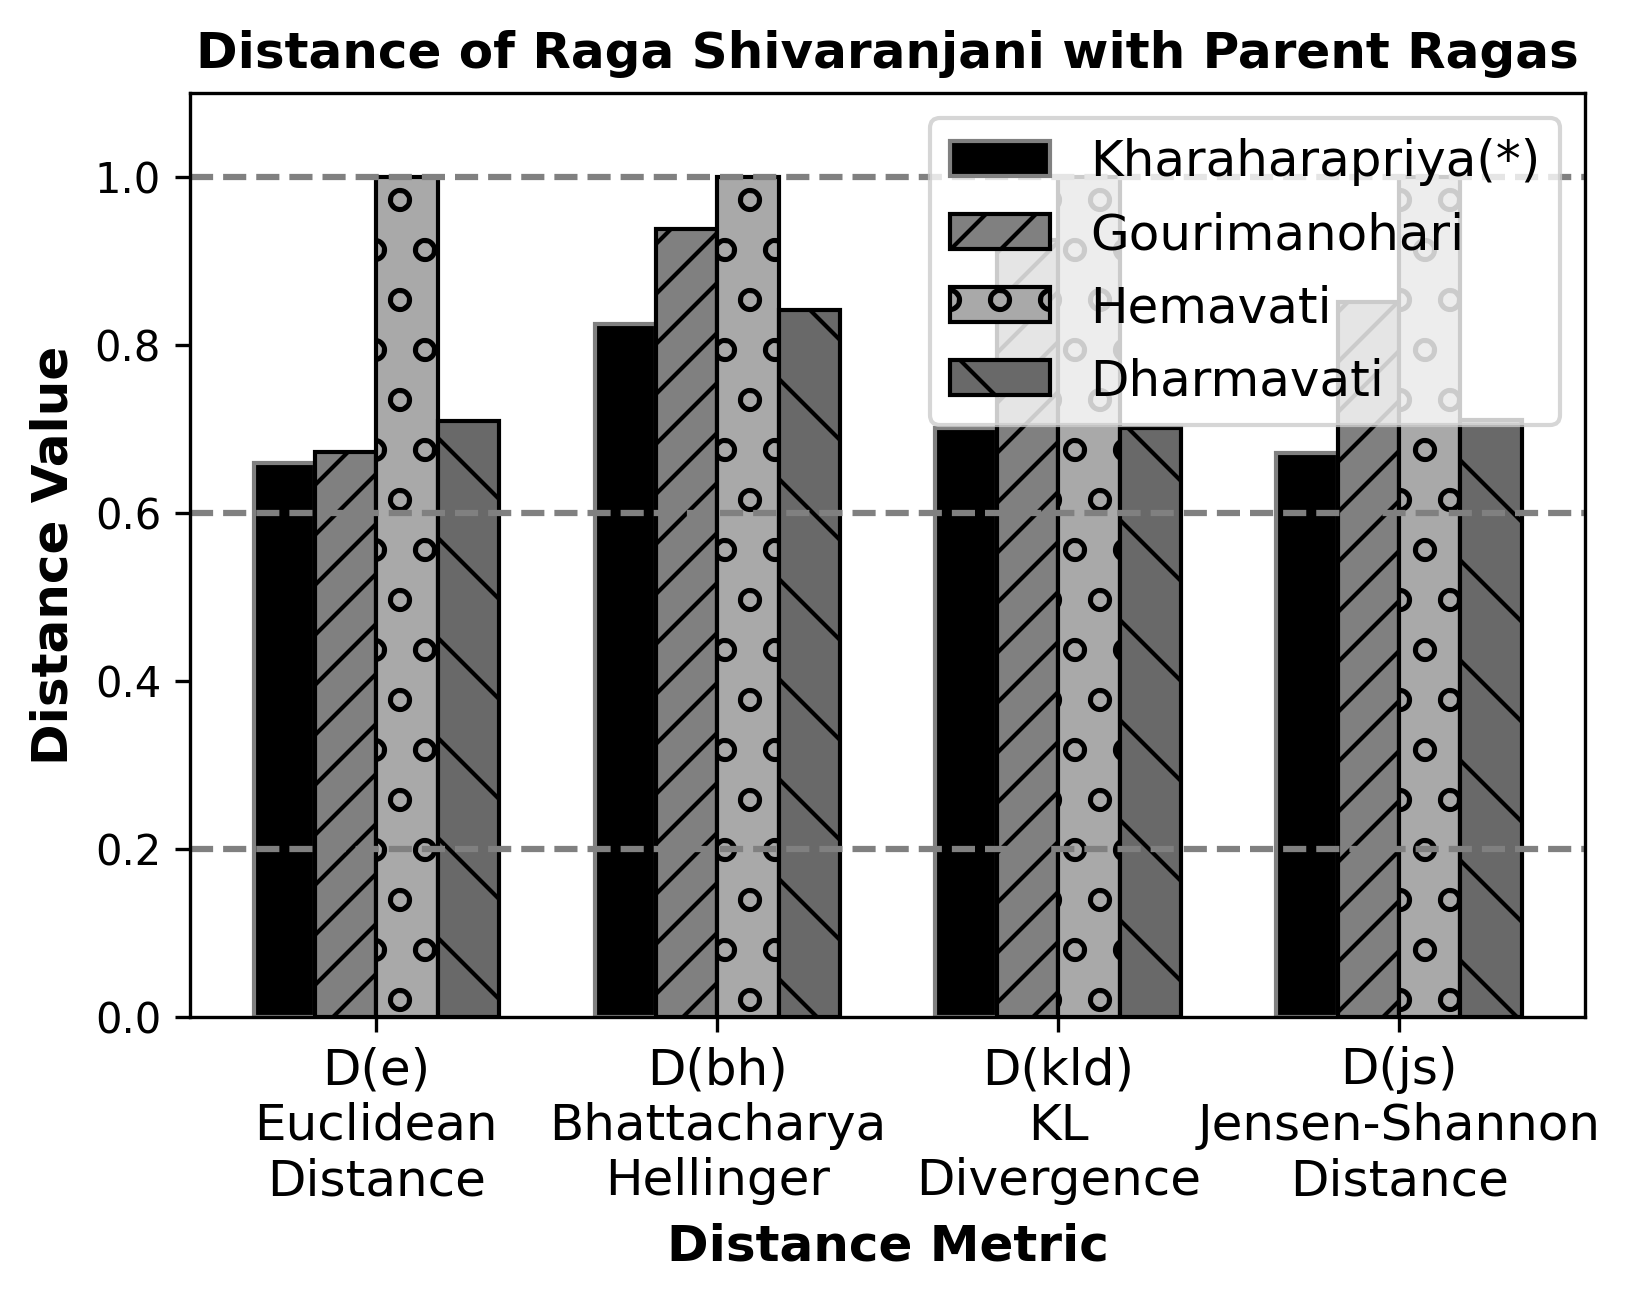 Distance of Raga Shivaranjani with Parent Ragas
Kharaharapriya(*)
Gourimanohari
Hemavati
Dharmavati
Distance Value
1.0
0.8
0.6
0.4
0.2
0.0
D(e)
Euclidean
Distance
D(bh)
Bhattacharya
Hellinger
D(kld)
KL
Divergence
D(js)
Jensen-Shannon
Distance
Distance Metric